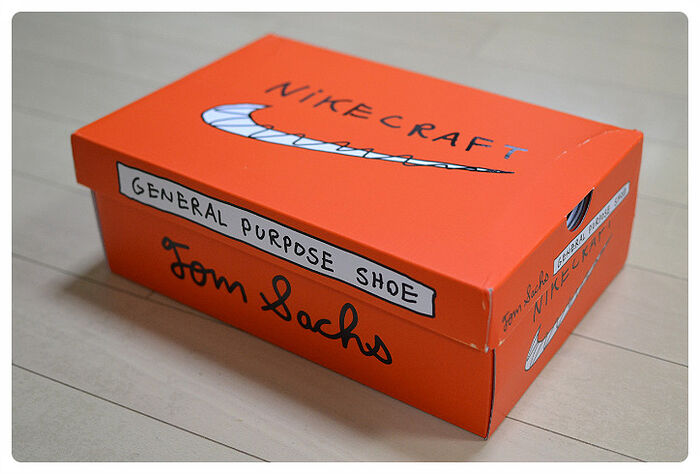 NiKECRAFT
GENERAL PURPOSE SHOE
Tom Sachs
GENERAL PURPOSE SHOE
Tom Sachs
NIKECRAFT